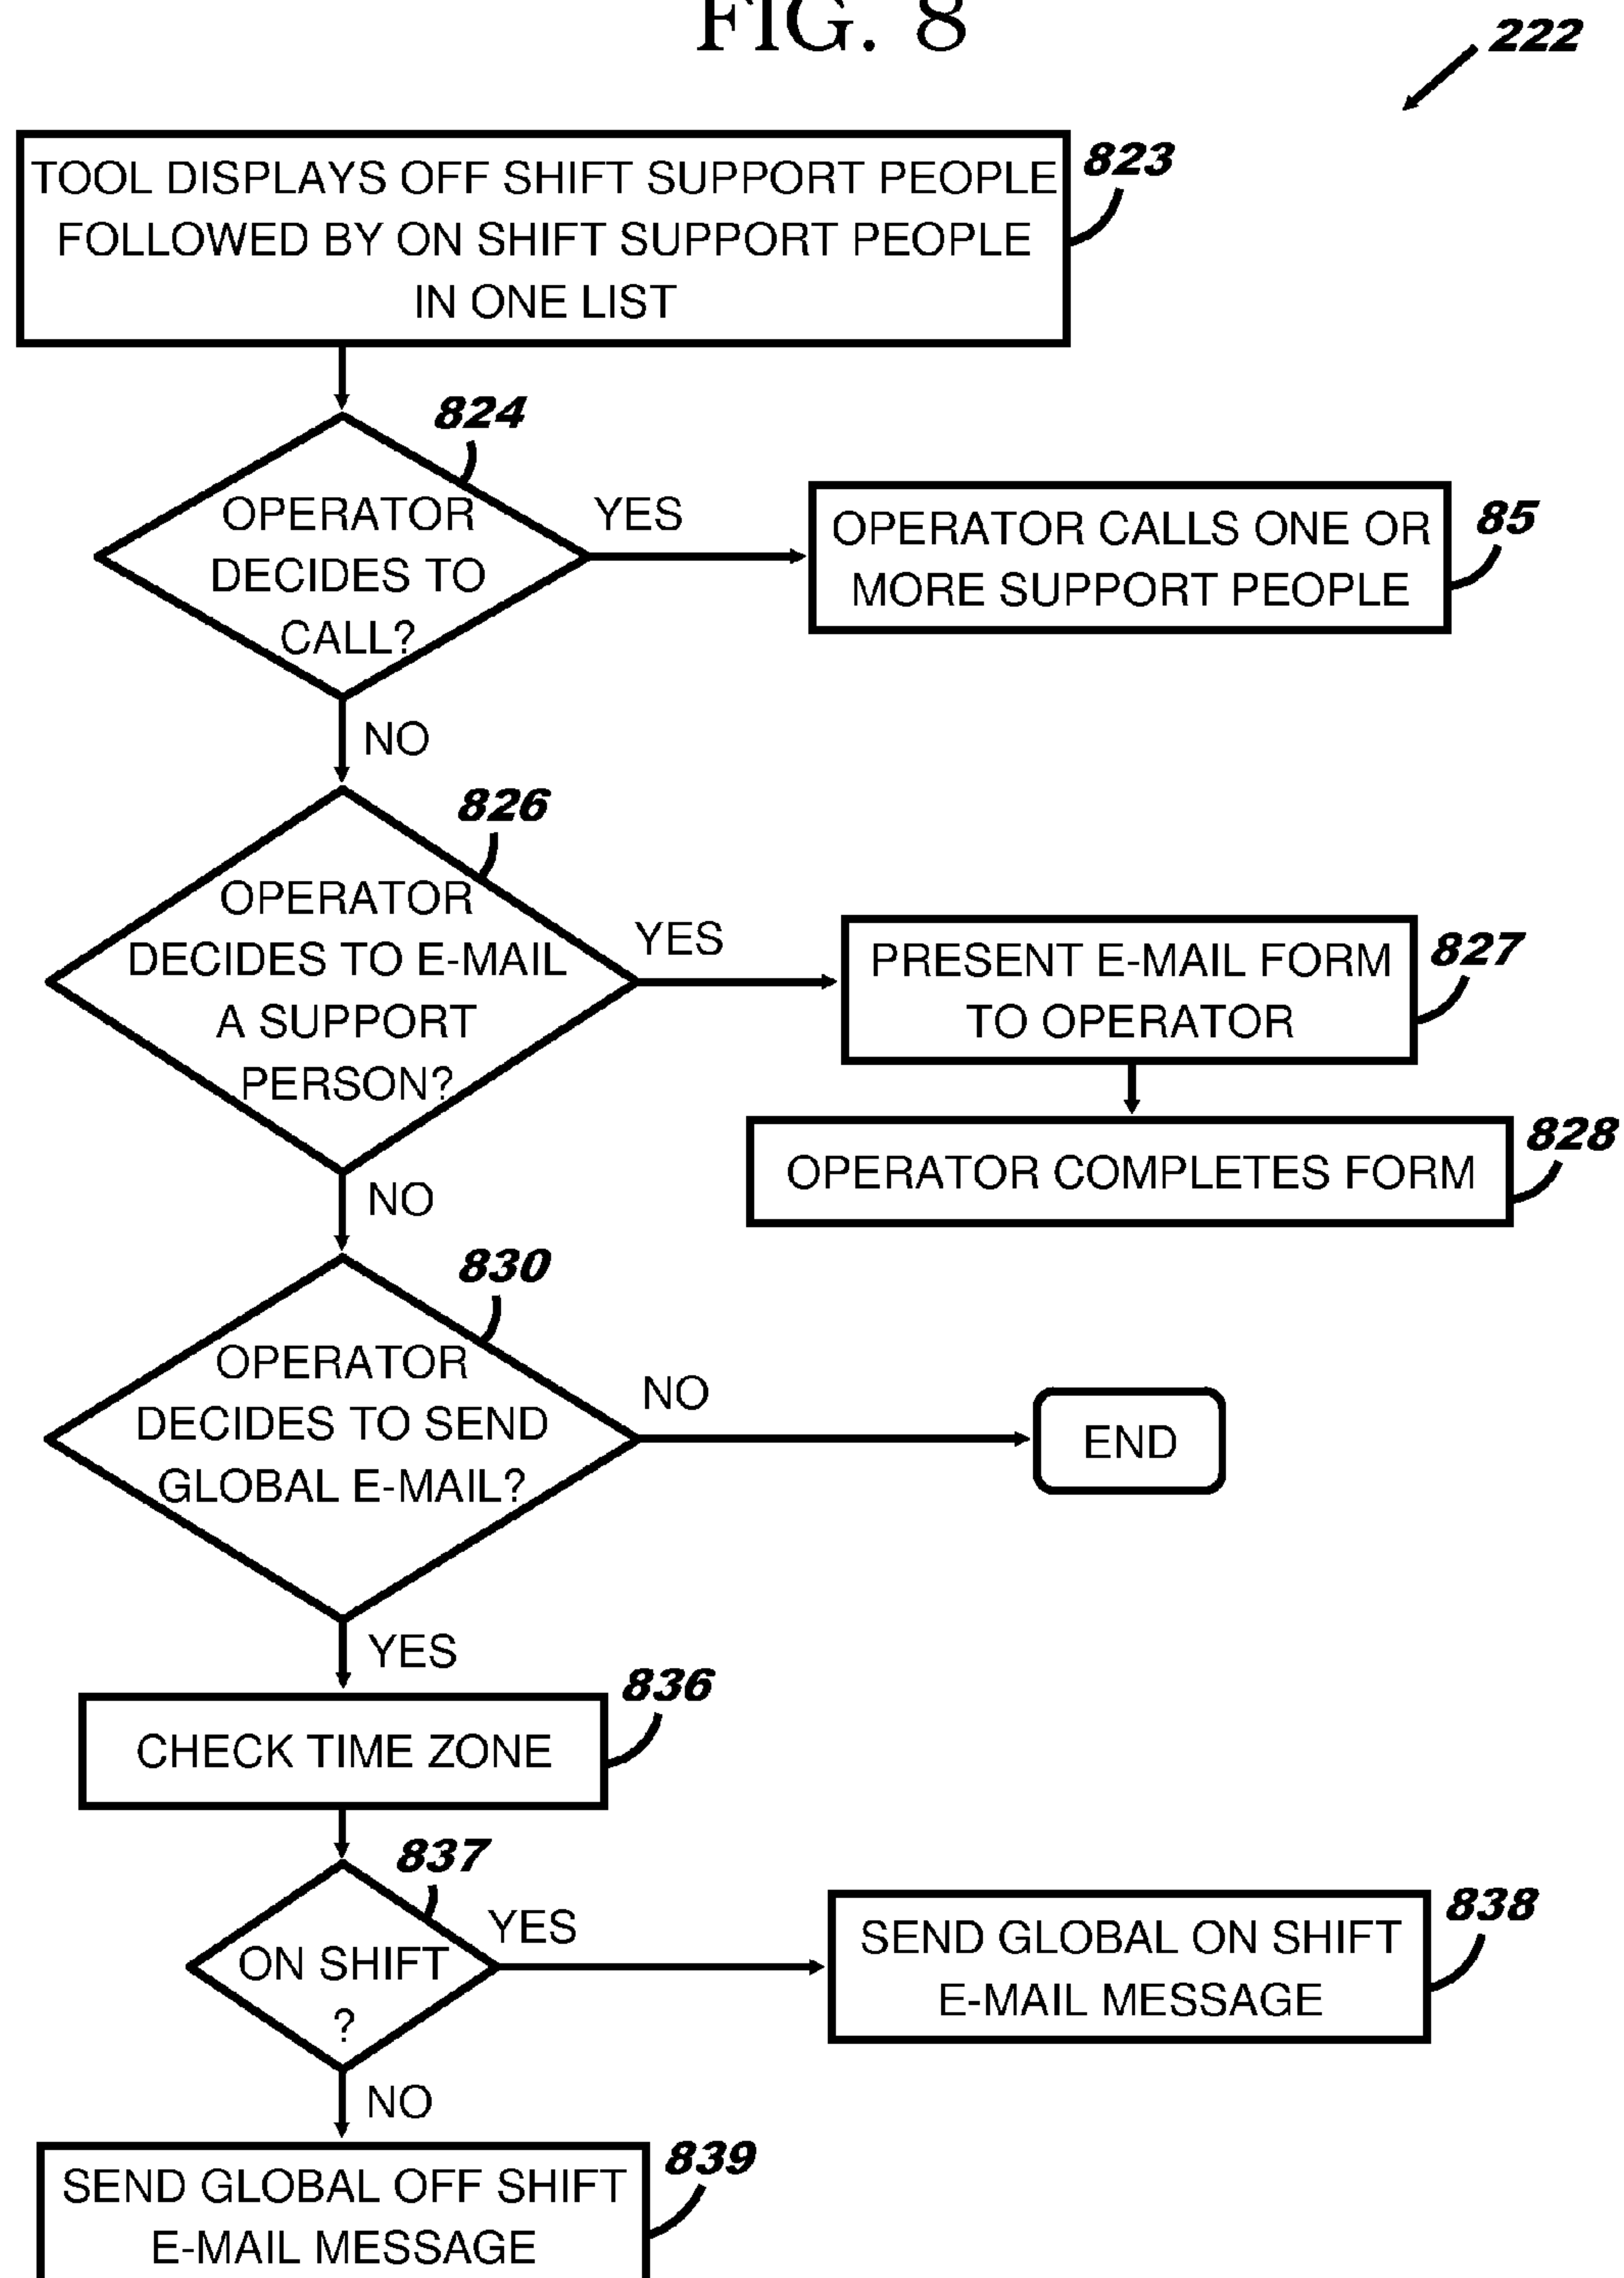 FIG. 8
222
TOOL DISPLAYS OFF SHIFT SUPPORT PEOPLE
FOLLOWED BY ON SHIFT SUPPORT PEOPLE
IN ONE LIST
823
824
OPERATOR
DECIDES TO
CALL?
YES
OPERATOR CALLS ONE OR
MORE SUPPORT PEOPLE
85
NO
826
OPERATOR
DECIDES TO E-MAIL
A SUPPORT
PERSON?
YES
PRESENT E-MAIL FORM
TO OPERATOR
827
OPERATOR COMPLETES FORM
828
NO
830
OPERATOR
DECIDES TO SEND
GLOBAL E-MAIL?
NO
END
YES
836
CHECK TIME ZONE
837
ON SHIFT
?
YES
SEND GLOBAL ON SHIFT
E-MAIL MESSAGE
838
NO
SEND GLOBAL OFF SHIFT
E-MAIL MESSAGE
839